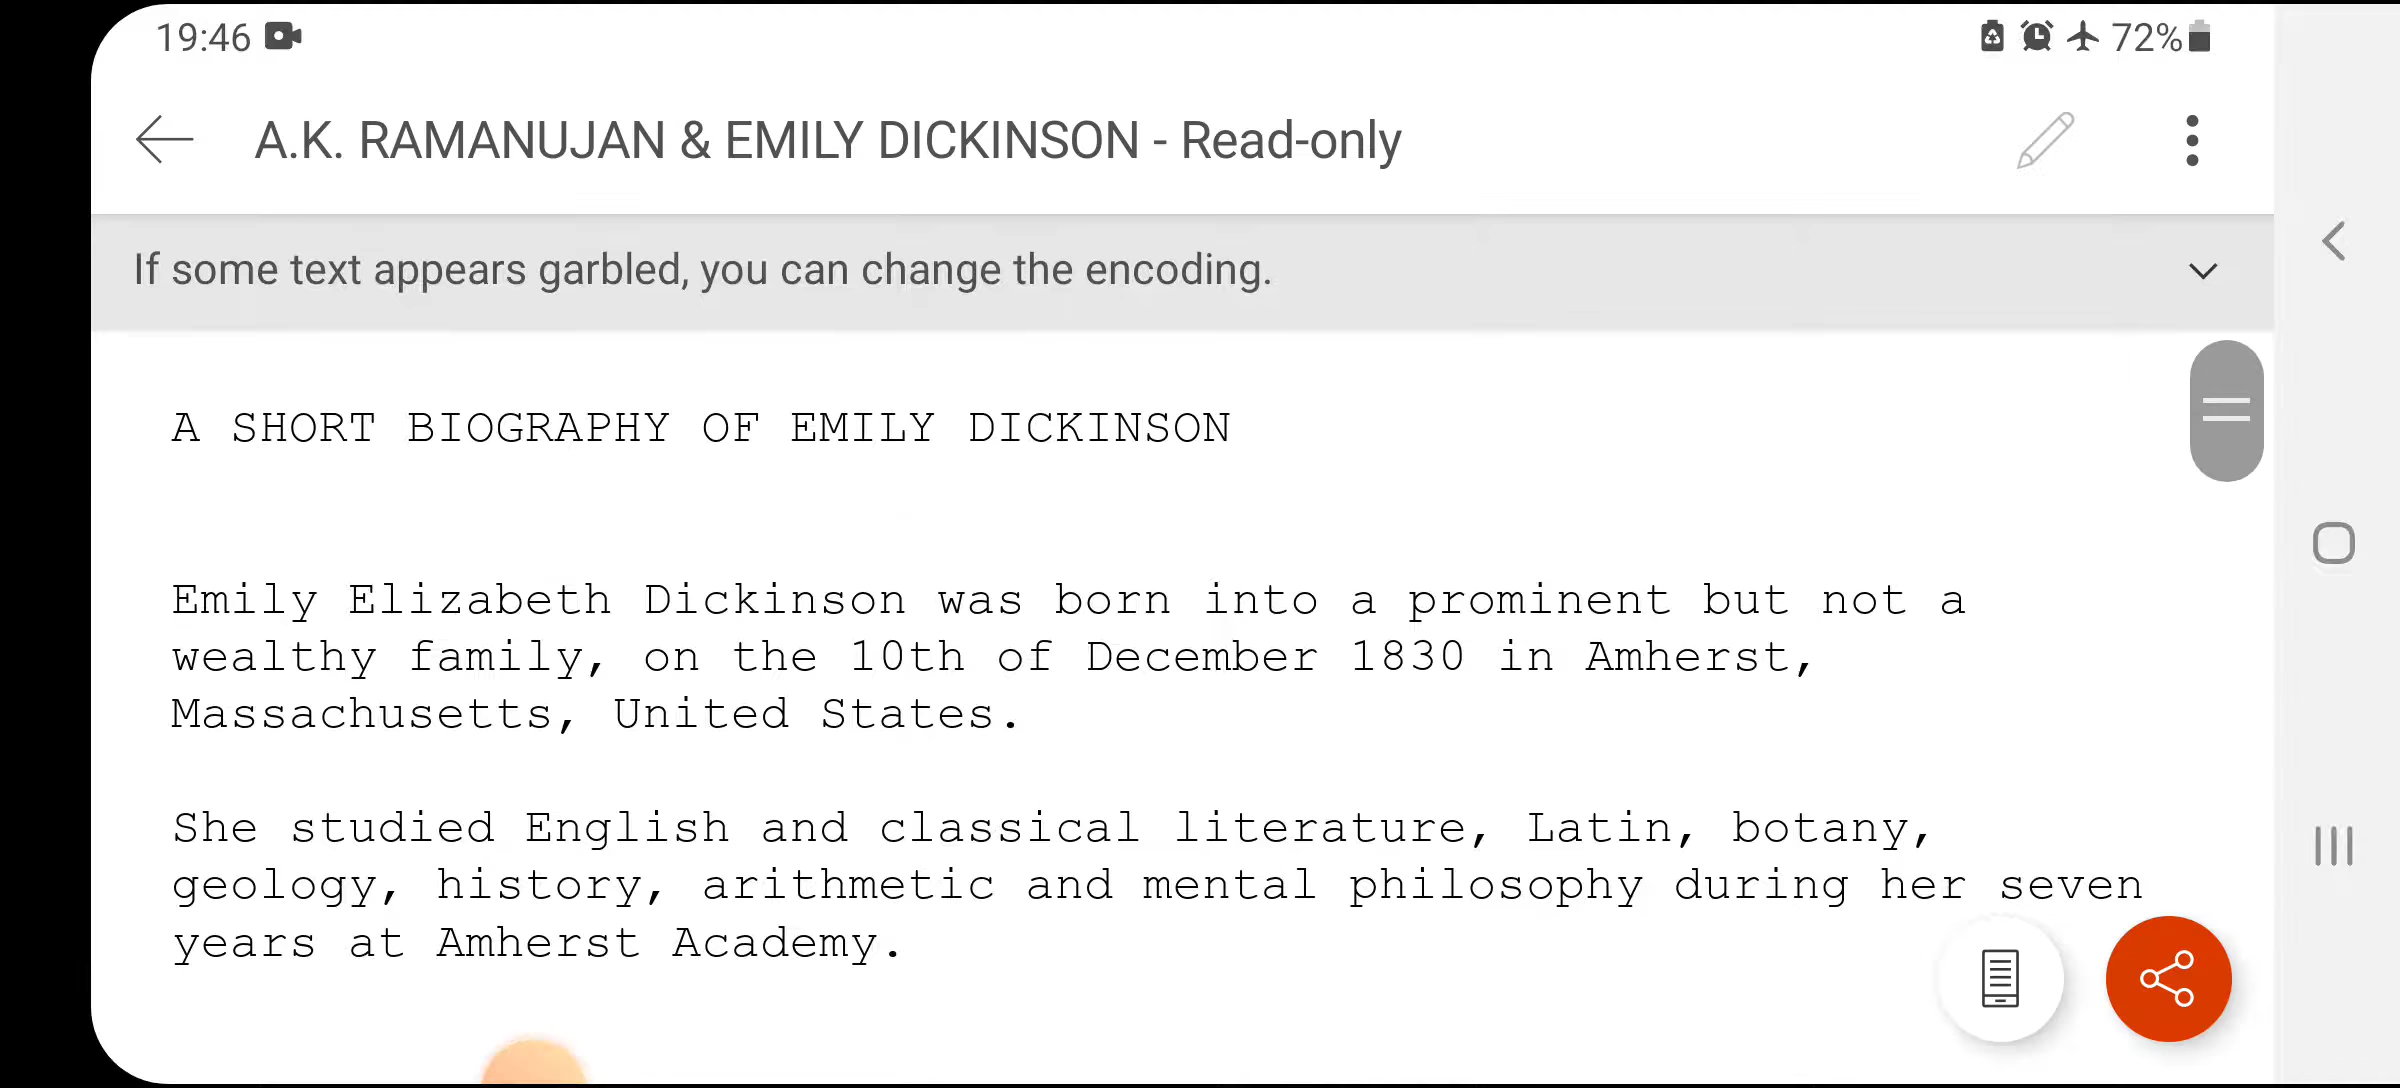 19:46 72%
A.K. RAMANUJAN & EMILY DICKINSON - Read-only
If some text appears garbled, you can change the encoding.
A SHORT BIOGRAPHY OF EMILY DICKINSON
Emily Elizabeth Dickinson was born into a prominent but not a
wealthy family, on the 10th of December 1830 in Amherst,
Massachusetts, United States.
She studied English and classical literature, Latin, botany,
geology, history, arithmetic and mental philosophy during her seven
years at Amherst Academy.